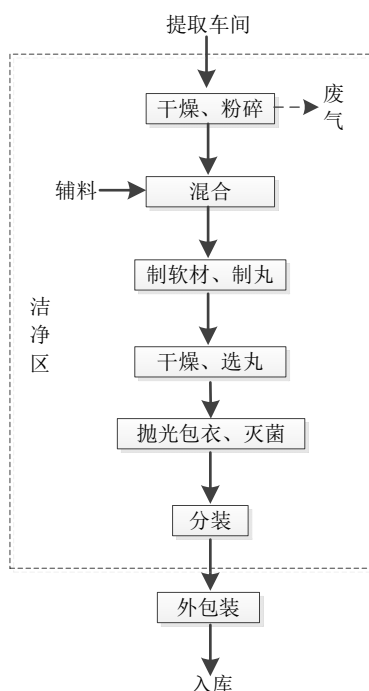 提取车间
干燥、粉碎
废
气
辅料
混合
制软材、制丸
洁
净
区
干燥、选丸
抛光包衣、灭菌
分装
外包装
入库